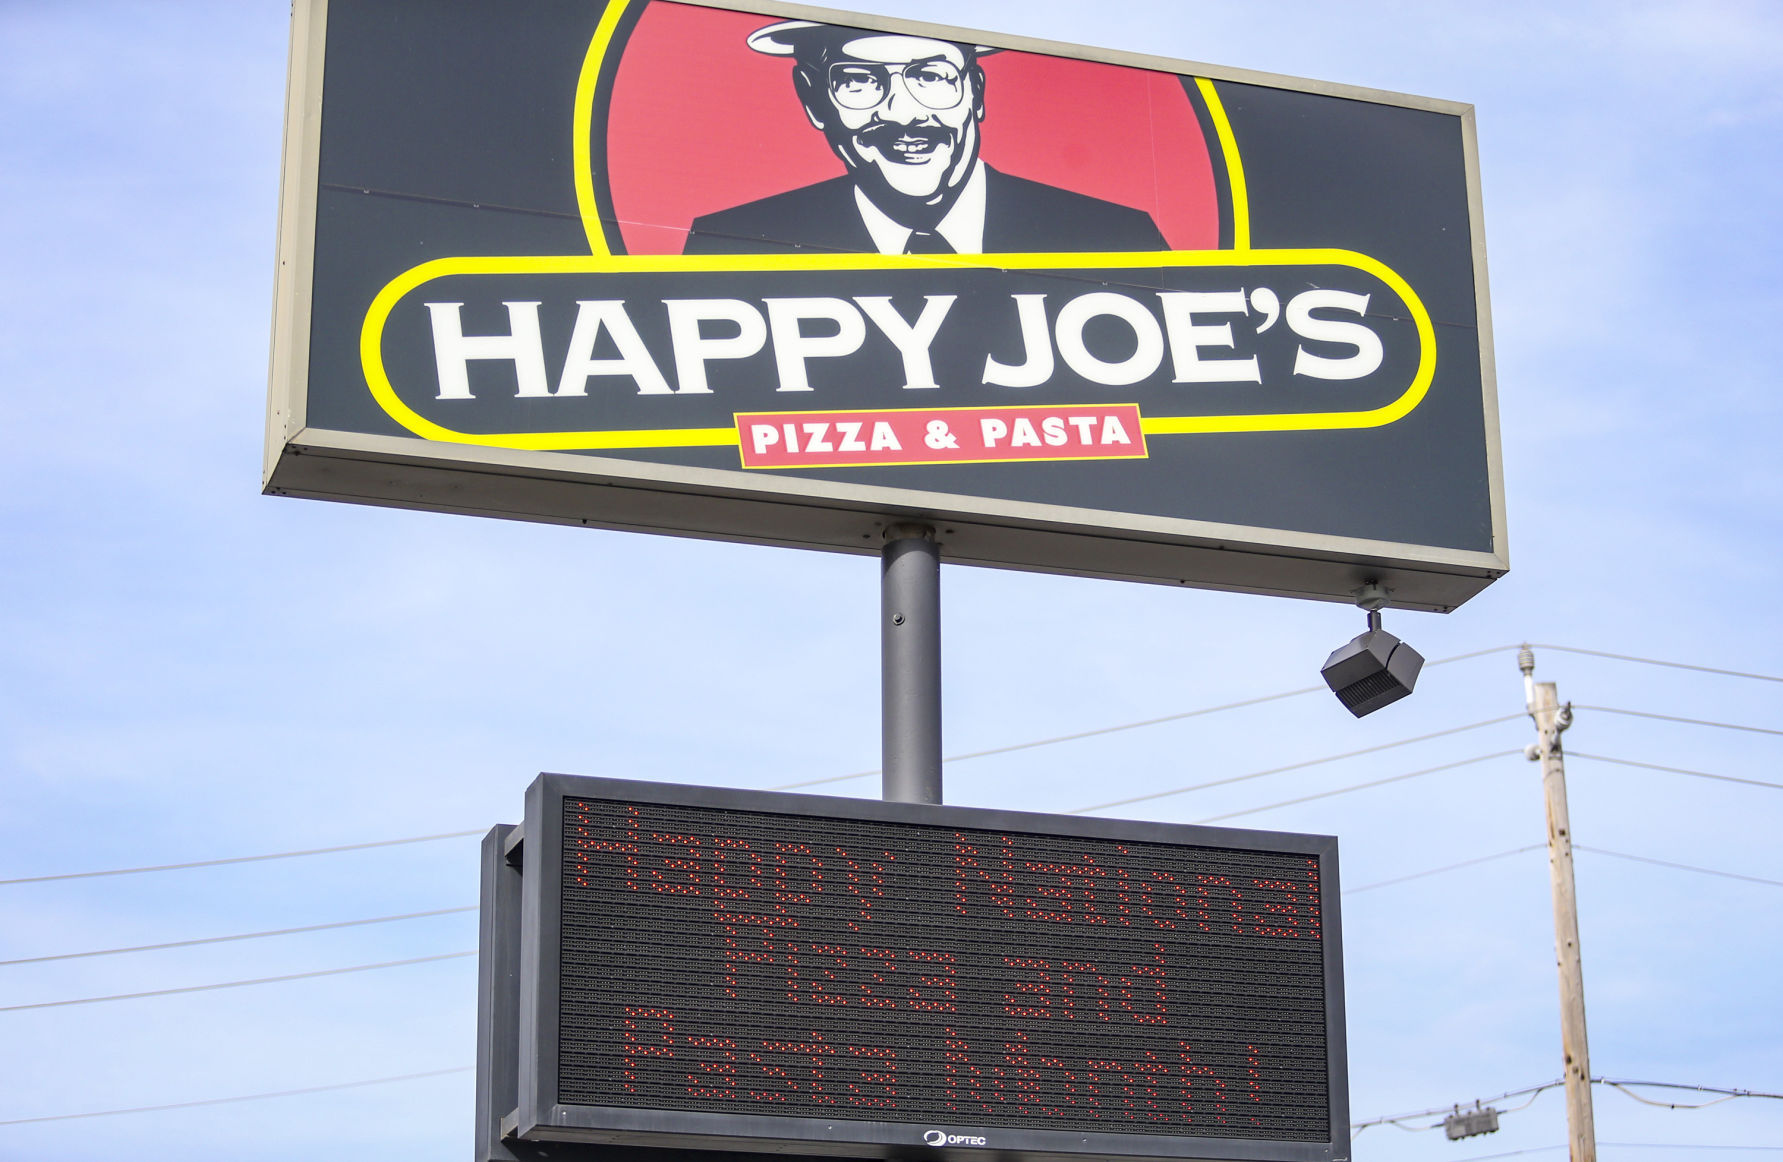 HAPPY JOE'S
PIZZA & PASTA
Happy National
Pizza and
Pasta Month!
OPTEC